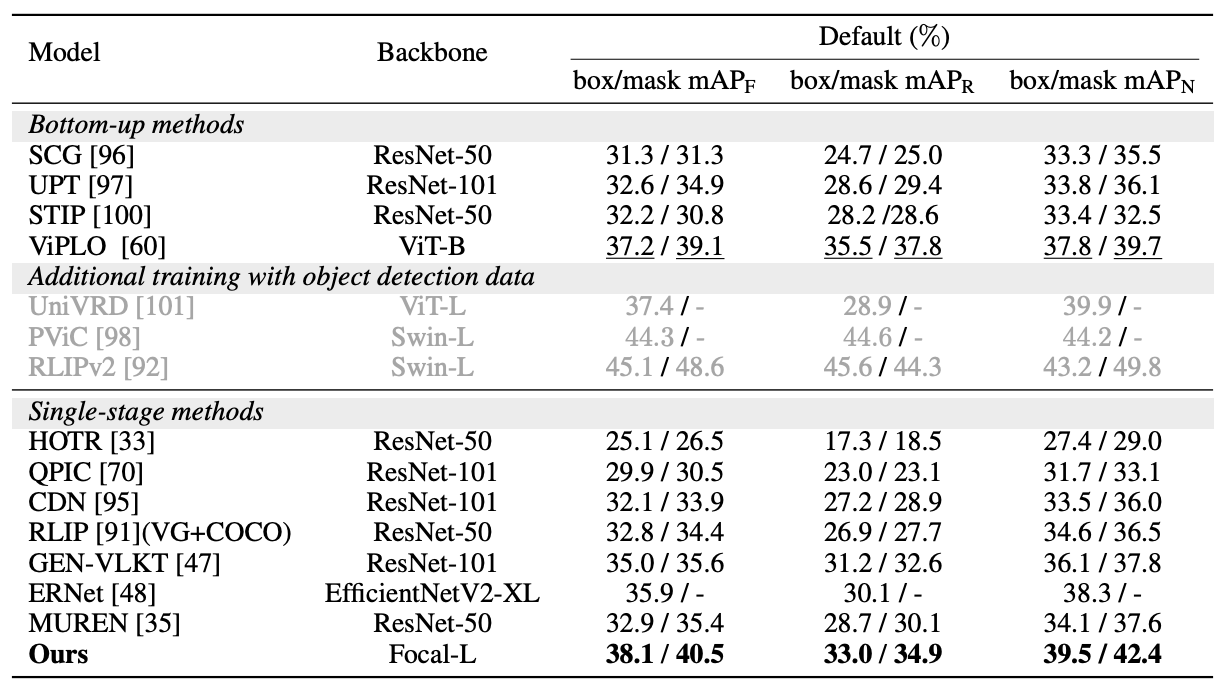 Model Backbone Default (%)
box/mask mAPF box/mask mAPR box/mask mAPN
Bottom-up methods
SCG [96] ResNet-50 31.3 / 31.3 24.7 / 25.0 33.3 / 35.5
UPT [97] ResNet-101 32.6 / 34.9 28.6 / 29.4 33.8 / 36.1
STIP [100] ResNet-50 32.2 / 30.8 28.2 /28.6 33.4 / 32.5
ViPLO [60] ViT-B 37.2 / 39.1 35.5 / 37.8 37.8 / 39.7
Additional training with object detection data
UniVRD [101] ViT-L 37.4 / - 28.9 / - 39.9 / -
PViC [98] Swin-L 44.3 / - 44.6 / - 44.2 / -
RLIPv2 [92] Swin-L 45.1 / 48.6 45.6 / 44.3 43.2 / 49.8
Single-stage methods
HOTR [33] ResNet-50 25.1 / 26.5 17.3 / 18.5 27.4 / 29.0
QPIC [70] ResNet-101 29.9 / 30.5 23.0 / 23.1 31.7 / 33.1
CDN [95] ResNet-101 32.1 / 33.9 27.2 / 28.9 33.5 / 36.0
RLIP [91](VG+COCO) ResNet-50 32.8 / 34.4 26.9 / 27.7 34.6 / 36.5
GEN-VLKT [47] ResNet-101 35.0 / 35.6 31.2 / 32.6 36.1 / 37.8
ERNet [48] EfficientNetV2-XL 35.9 / - 30.1 / - 38.3 / -
MUREN [35] ResNet-50 32.9 / 35.4 28.7 / 30.1 34.1 / 37.6
Ours Focal-L 38.1 / 40.5 33.0 / 34.9 39.5 / 42.4